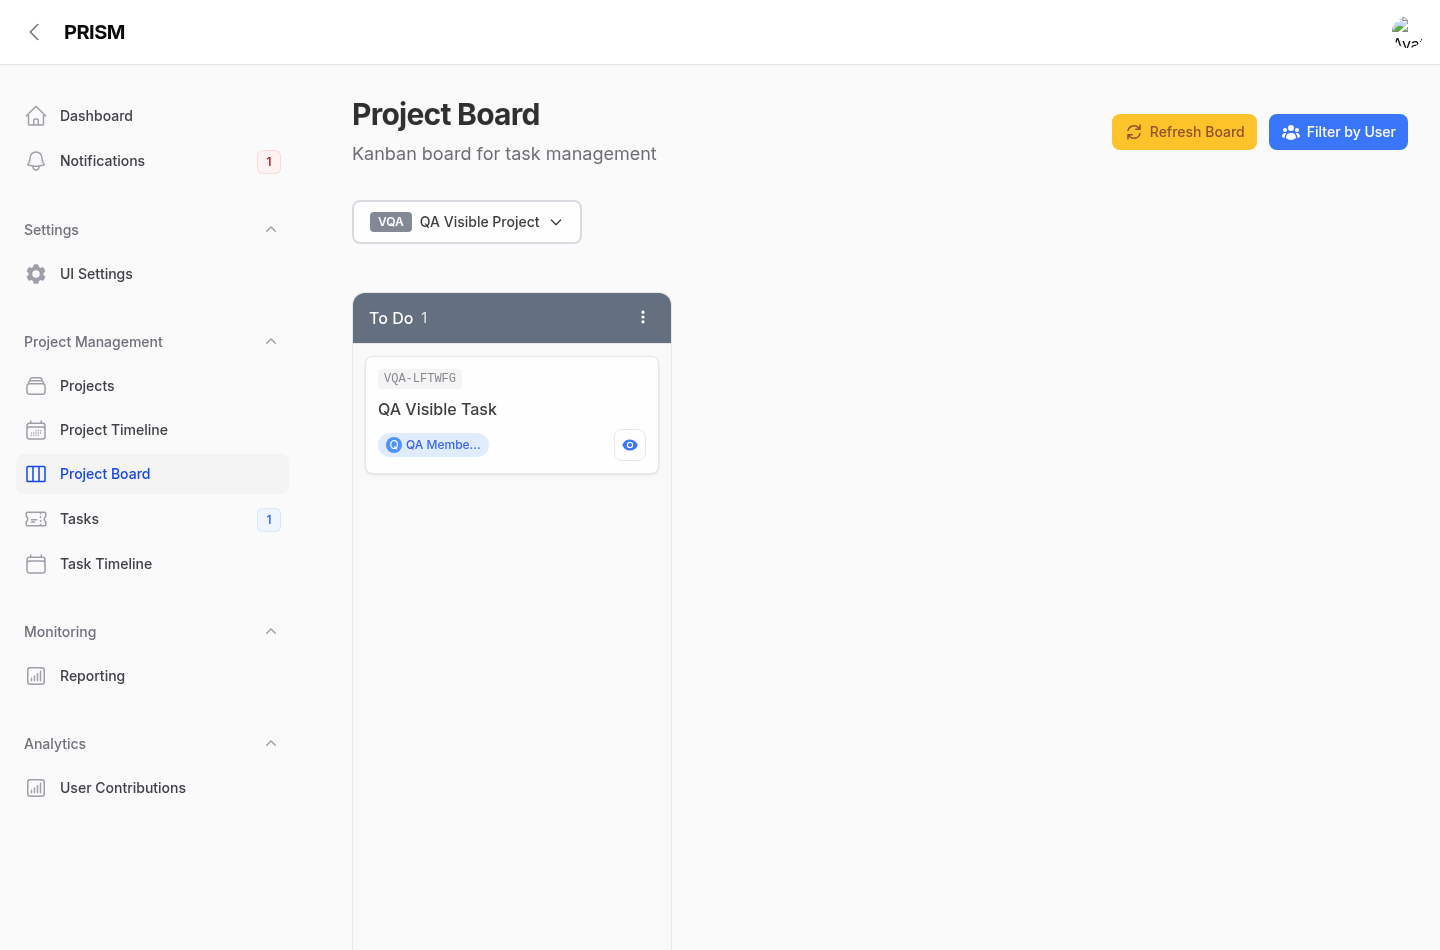 PRISM
Dashboard
Notifications
1
Settings
UI Settings
Project Management
Projects
Project Timeline
Project Board
Tasks
1
Task Timeline
Monitoring
Reporting
Analytics
User Contributions
Project Board
Kanban board for task management
Refresh Board
Filter by User
VQA QA Visible Project
To Do 1
VQA-LFTWFG
QA Visible Task
Q QA Membe...